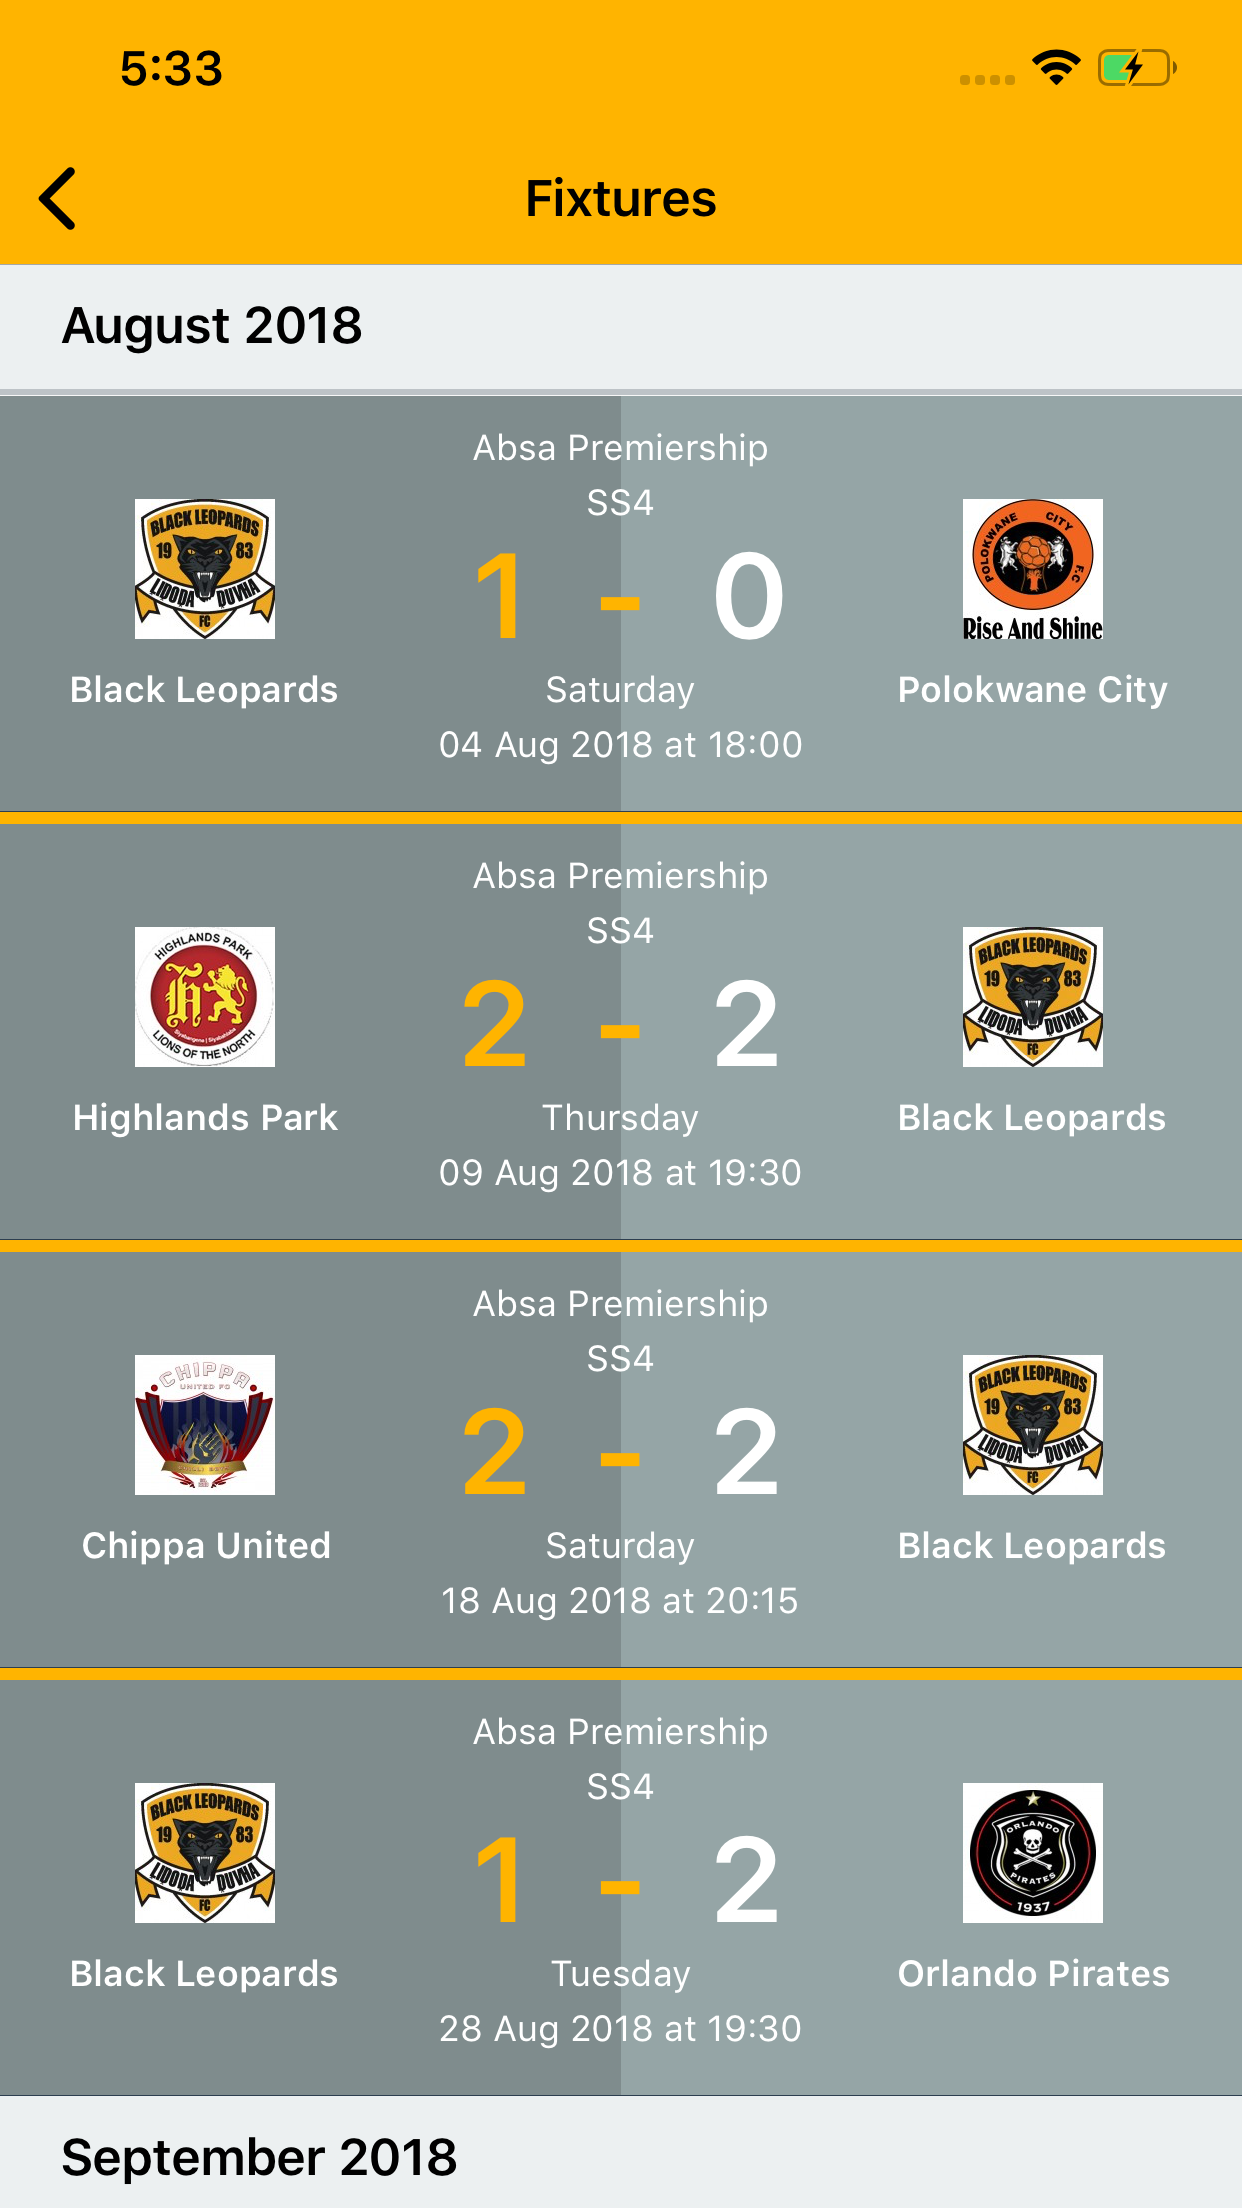 5:33
Fixtures
August 2018
Absa Premiership
SS4
BLACK LEOPARDS
19 83
LIDODA DUVHA
FC
1 - 0
POLOKWANE CITY F.C
Rise And Shine
Black Leopards
Saturday
Polokwane City
04 Aug 2018 at 18:00
Absa Premiership
SS4
HIGHLANDS PARK
LIONS OF THE NORTH
2 - 2
BLACK LEOPARDS
19 83
LIDODA DUVHA
FC
Highlands Park
Thursday
Black Leopards
09 Aug 2018 at 19:30
Absa Premiership
SS4
CHIPPA
UNITED FC
2 - 2
BLACK LEOPARDS
19 83
LIDODA DUVHA
FC
Chippa United
Saturday
Black Leopards
18 Aug 2018 at 20:15
Absa Premiership
SS4
BLACK LEOPARDS
19 83
LIDODA DUVHA
FC
1 - 2
ORLANDO
PIRATES
1937
Black Leopards
Tuesday
Orlando Pirates
28 Aug 2018 at 19:30
September 2018